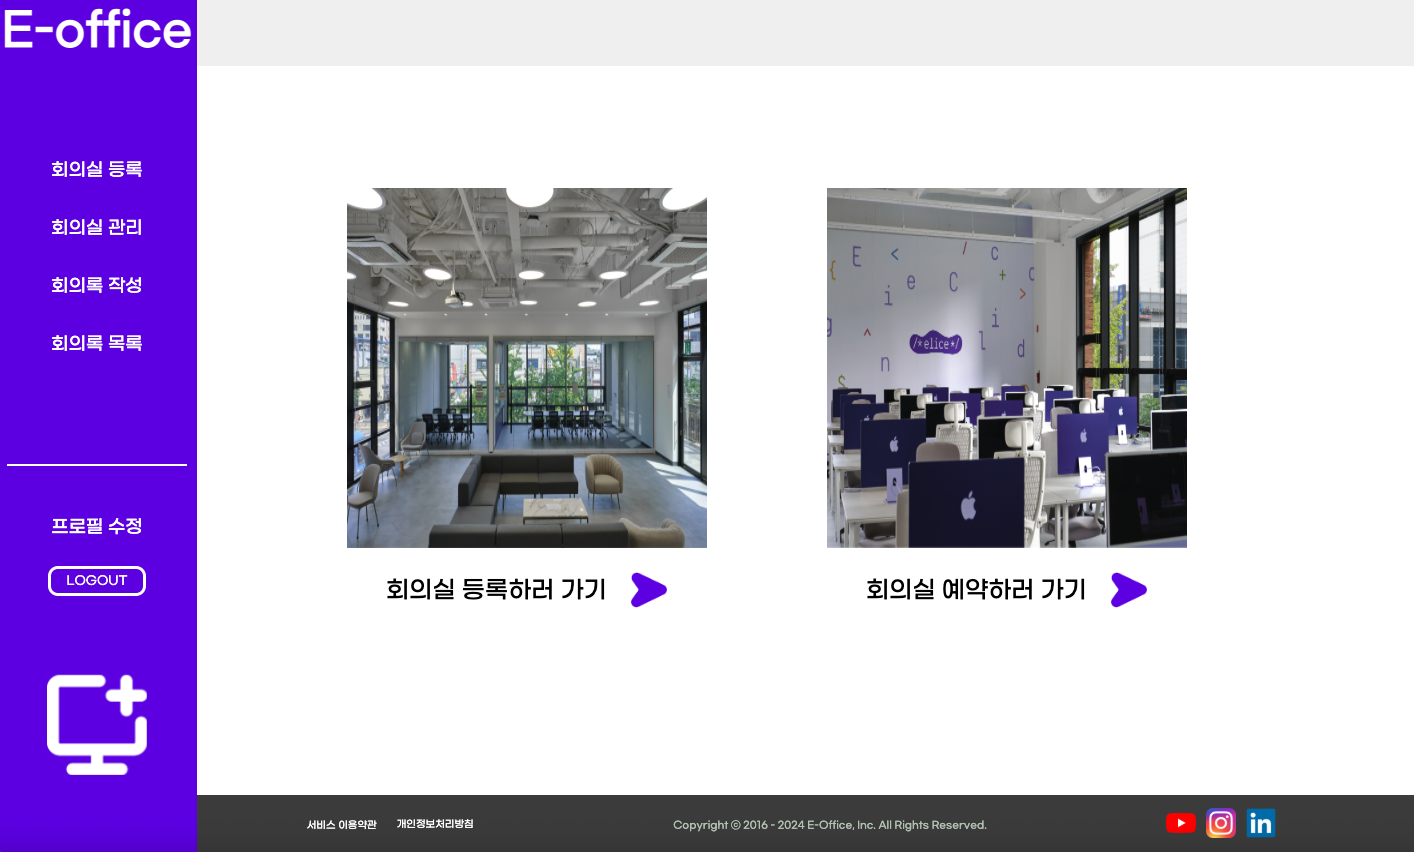 E-office
회의실 등록
회의실 관리
회의록 작성
회의록 목록
프로필 수정
LOGOUT
E < / C C
{ i e + >
g ^ i
/*elice*/ l
n d
$
회의실 등록하러 가기
회의실 예약하러 가기
서비스 이용약관 개인정보처리방침
Copyright © 2016 - 2024 E-Office, Inc. All Rights Reserved.
in